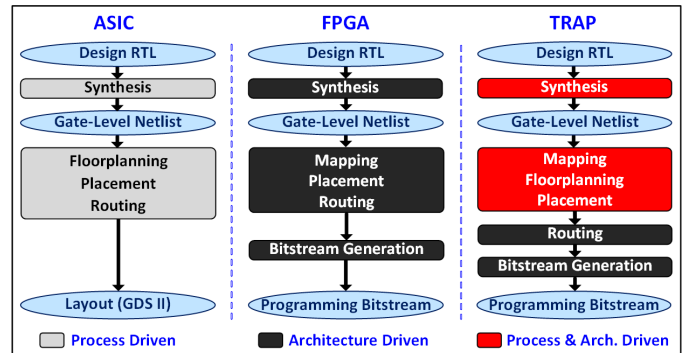 ASIC
Design RTL
Synthesis
Gate-Level Netlist
Floorplanning
Placement
Routing
Layout (GDS II)
Process Driven
FPGA
Design RTL
Synthesis
Gate-Level Netlist
Mapping
Placement
Routing
Bitstream Generation
Programming Bitstream
Architecture Driven
TRAP
Design RTL
Synthesis
Gate-Level Netlist
Mapping
Floorplanning
Placement
Routing
Bitstream Generation
Programming Bitstream
Process & Arch. Driven